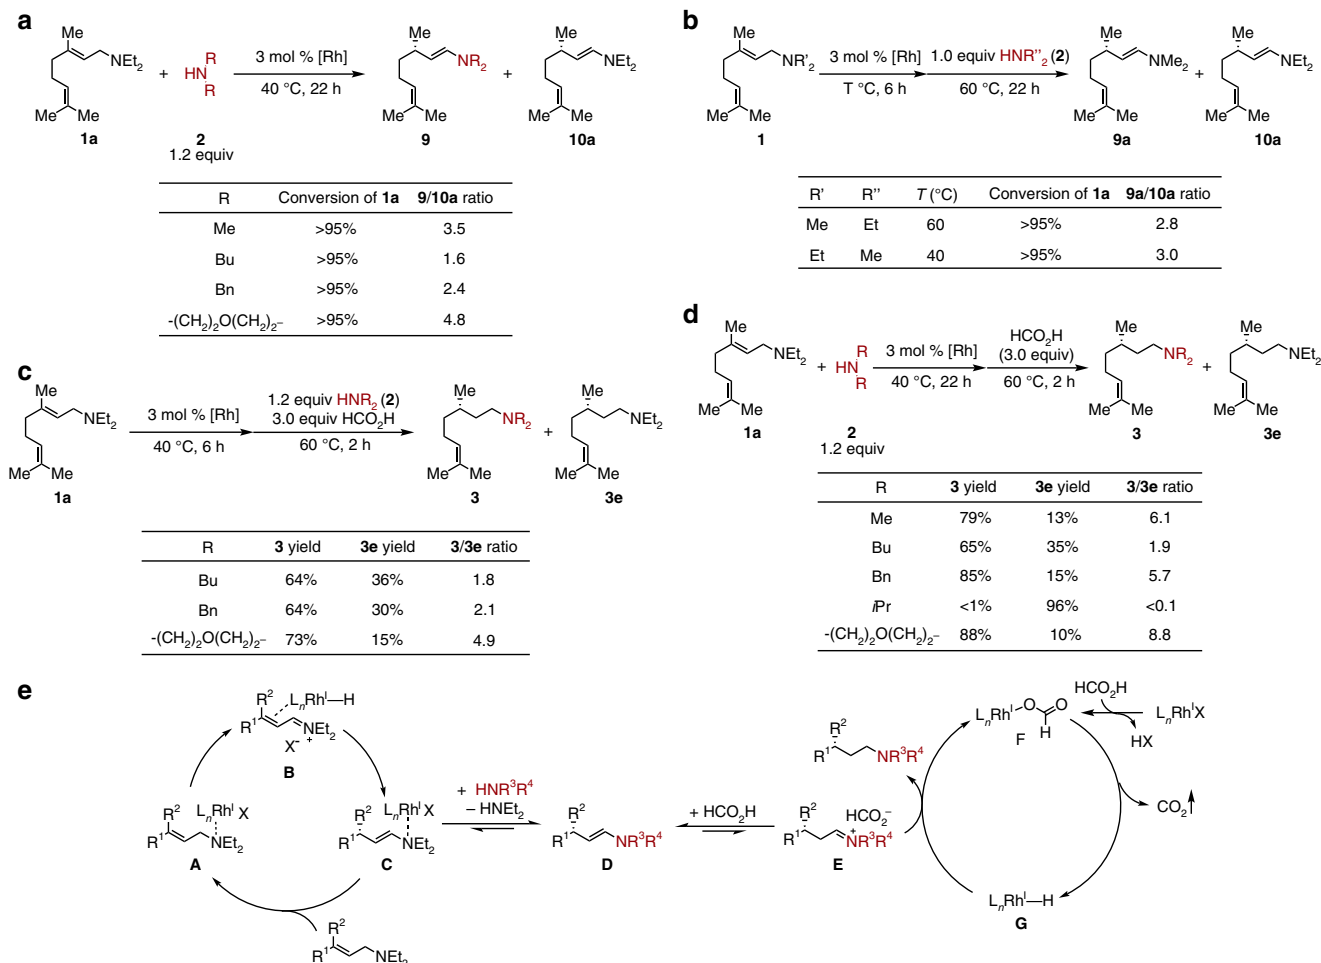 a
Me
NEt2
Me Me
1a
+
R
HN
R
2
1.2 equiv
3 mol % [Rh]
40 °C, 22 h
Me
NR2
Me Me
9
+
Me
NEt2
Me Me
10a
R Conversion of 1a 9/10a ratio
Me >95% 3.5
Bu >95% 1.6
Bn >95% 2.4
-(CH2)2O(CH2)2– >95% 4.8
b
Me
NR'2
Me Me
1
3 mol % [Rh]
T °C, 6 h
1.0 equiv HNR''2 (2)
60 °C, 22 h
Me
NMe2
Me Me
9a
+
Me
NEt2
Me Me
10a
R' R'' T (°C) Conversion of 1a 9a/10a ratio
Me Et 60 >95% 2.8
Et Me 40 >95% 3.0
c
Me
NEt2
Me Me
1a
3 mol % [Rh]
40 °C, 6 h
1.2 equiv HNR2 (2)
3.0 equiv HCO2H
60 °C, 2 h
Me
NR2
Me Me
3
+
Me
NEt2
Me Me
3e
R 3 yield 3e yield 3/3e ratio
Bu 64% 36% 1.8
Bn 64% 30% 2.1
-(CH2)2O(CH2)2– 73% 15% 4.9
d
Me
NEt2
Me Me
1a
+
R
HN
R
2
1.2 equiv
3 mol % [Rh]
40 °C, 22 h
HCO2H
(3.0 equiv)
60 °C, 2 h
Me
NR2
Me Me
3
+
Me
NEt2
Me Me
3e
R 3 yield 3e yield 3/3e ratio
Me 79% 13% 6.1
Bu 65% 35% 1.9
Bn 85% 15% 5.7
iPr <1% 96% <0.1
-(CH2)2O(CH2)2– 88% 10% 8.8
e
R2 LnRhI—H
R1 NEt2
X– +
B
R2 LnRhI X
R1 NEt2
A
LnRhI X
R2
R1 NEt2
C
R2
R1 NEt2
+ HNR3R4
– HNEt2
R2
R1 NR3R4
D
+ HCO2H
R2 HCO2–
R1 + NR3R4
E
R2
R1 NR3R4
LnRhI O O
H
F
HCO2H
LnRhIX
HX
CO2
LnRhI—H
G